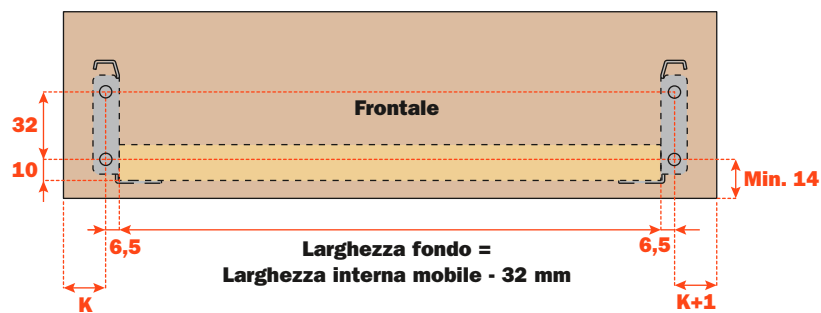 Frontale
32
10
Min. 14
6,5
6,5
Larghezza fondo =
Larghezza interna mobile - 32 mm
K
K+1